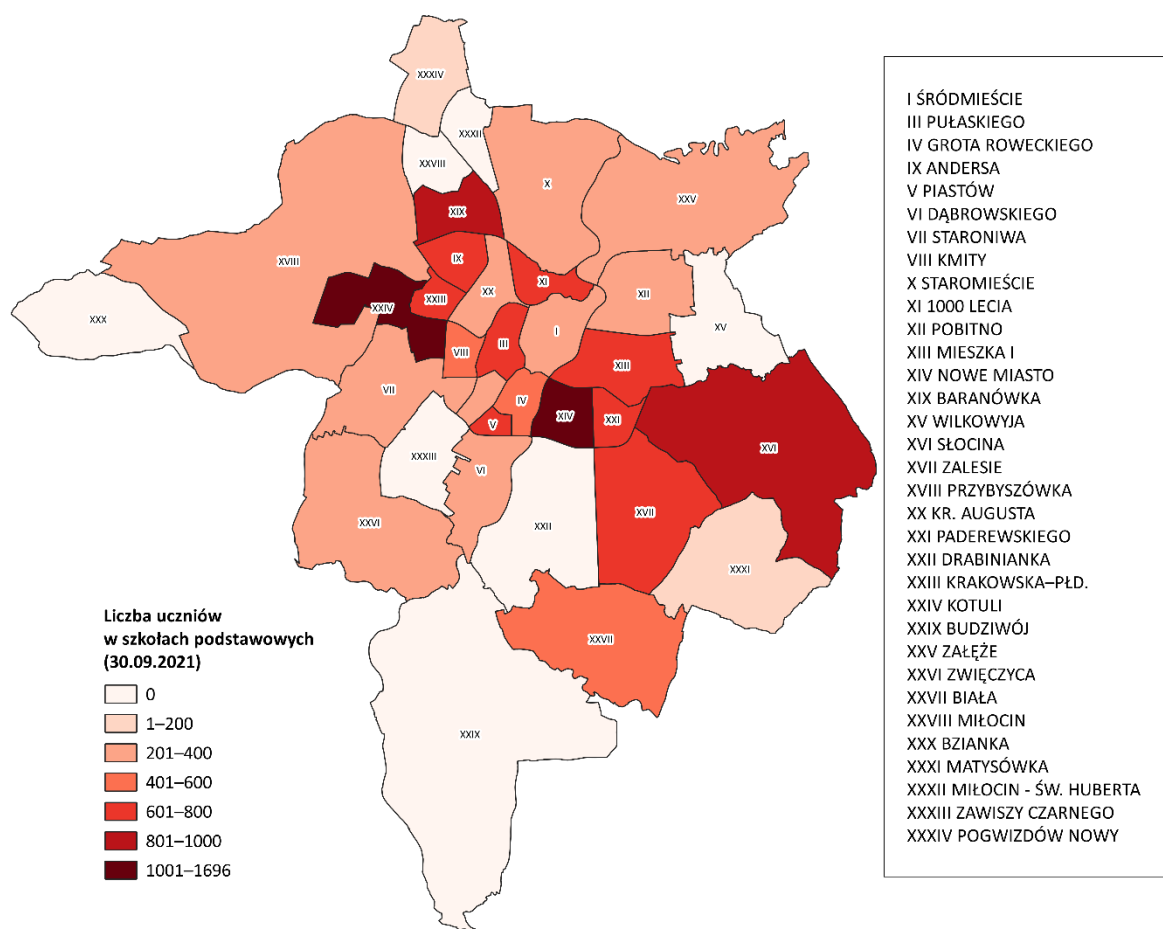 XXXIV
XXXII
XXVIII
X
XXV
XIX
XVIII
IX
XI
XX
XII
XXIII
XXIV
XXX
XV
I
III
VIII
XIII
VII
IV
XIV
XXI
V
XVI
XXXIII
VI
XXVI
XXII
XVII
XXXI
XXVII
XXIX
Liczba uczniów
w szkołach podstawowych
(30.09.2021)
0
1–200
201–400
401–600
601–800
801–1000
1001–1696
I ŚRÓDMIEŚCIE
III PUŁASKIEGO
IV GROTA ROWECKIEGO
IX ANDERSA
V PIASTÓW
VI DĄBROWSKIEGO
VII STARONIWA
VIII KMITY
X STAROMIEŚCIE
XI 1000 LECIA
XII POBITNO
XIII MIESZKA I
XIV NOWE MIASTO
XIX BARANÓWKA
XV WILKOWYJA
XVI SŁOCINA
XVII ZALESIE
XVIII PRZYBYSZÓWKA
XX KR. AUGUSTA
XXI PADEREWSKIEGO
XXII DRABINIANKA
XXIII KRAKOWSKA–PŁD.
XXIV KOTULI
XXIX BUDZIWÓJ
XXV ZAŁĘŻE
XXVI ZWIĘCZYCA
XXVII BIAŁA
XXVIII MIŁOCIN
XXX BZIANKA
XXXI MATYSÓWKA
XXXII MIŁOCIN - ŚW. HUBERTA
XXXIII ZAWISZY CZARNEGO
XXXIV POGWIZDÓW NOWY